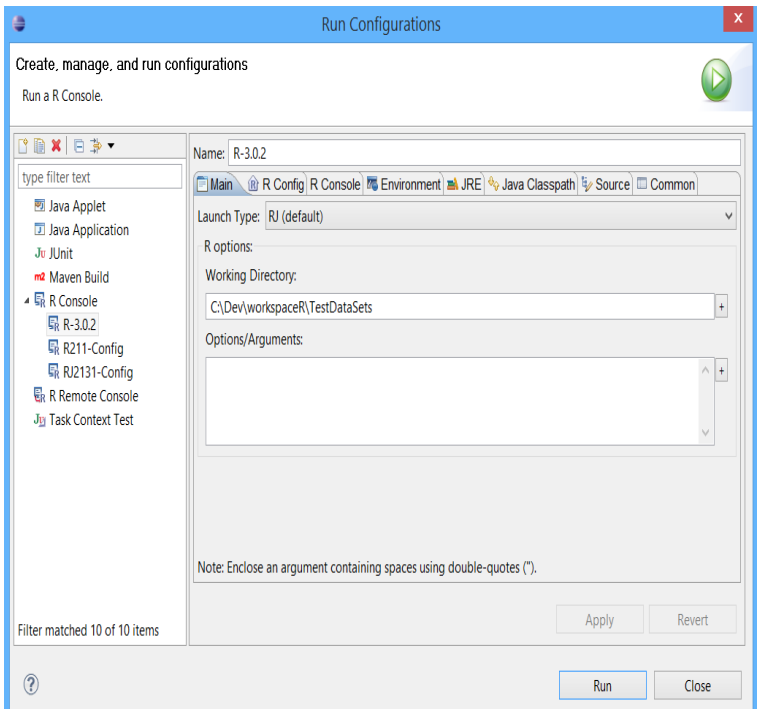 Run Configurations
X
Create, manage, and run configurations
Run a R Console.
type filter text
Java Applet
Java Application
Ju JUnit
m2 Maven Build
R Console
R-3.0.2
R211-Config
RJ2131-Config
R Remote Console
Ju Task Context Test
Filter matched 10 of 10 items
Name: R-3.0.2
Main R Config R Console Environment JRE Java Classpath Source Common
Launch Type: RJ (default)
R options:
Working Directory:
C:\Dev\workspaceR\TestDataSets +
Options/Arguments:
+
Note: Enclose an argument containing spaces using double-quotes (").
Apply Revert
? Run Close